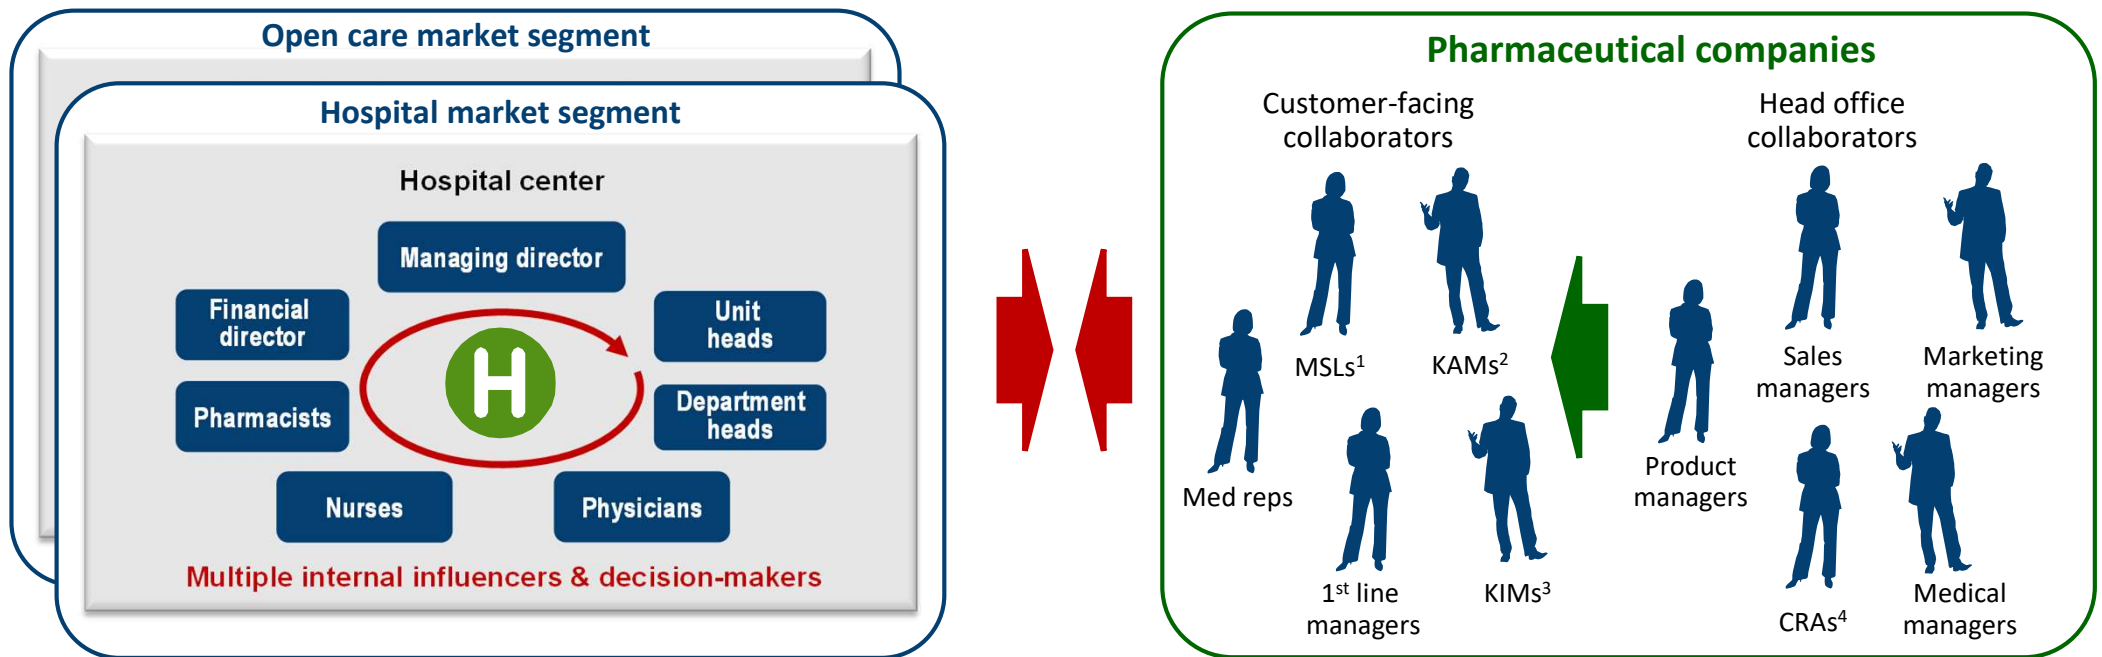 Open care market segment
Hospital market segment
Hospital center
Managing director
Financial
director
Unit
heads
Pharmacists
Department
heads
H
Nurses
Physicians
Multiple internal influencers & decision-makers
Pharmaceutical companies
Customer-facing
collaborators
MSLs¹
KAMs²
Med reps
1st line
managers
KIMs³
Head office
collaborators
Sales
managers
Marketing
managers
Product
managers
CRAs⁴
Medical
managers